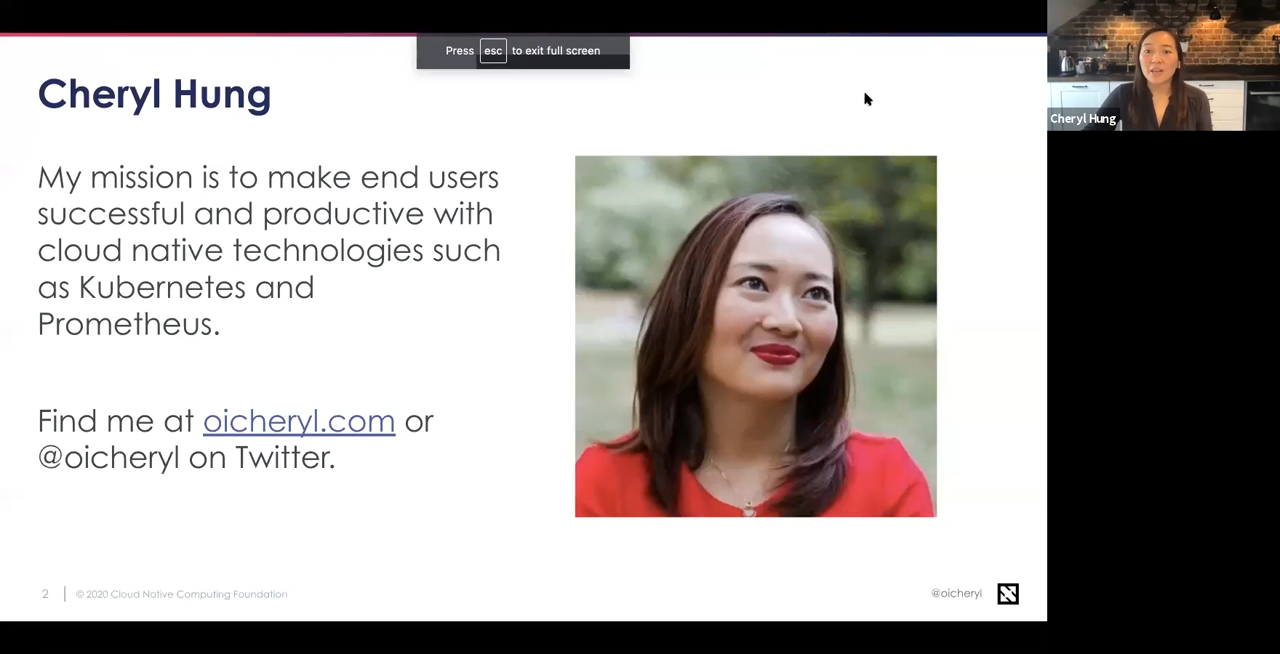 Press esc to exit full screen
Cheryl Hung
Cheryl Hung
My mission is to make end users
successful and productive with
cloud native technologies such
as Kubernetes and
Prometheus.
Find me at oicheryl.com or
@oicheryl on Twitter.
2 | © 2020 Cloud Native Computing Foundation
@oicheryl